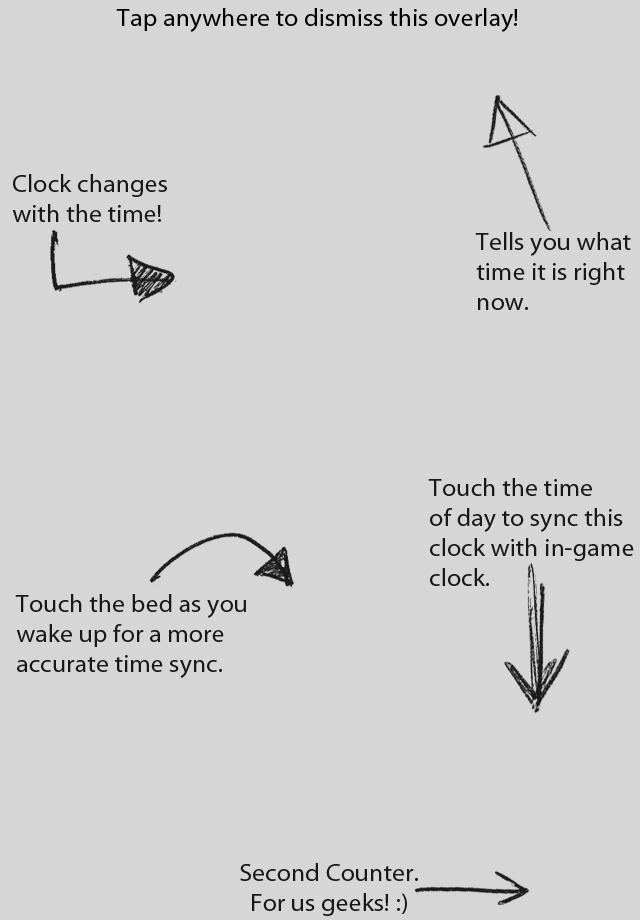 Tap anywhere to dismiss this overlay!
Clock changes
with the time!
Tells you what
time it is right
now.
Touch the time
of day to sync this
clock with in-game
clock.
Touch the bed as you
wake up for a more
accurate time sync.
Second Counter.
For us geeks! :)